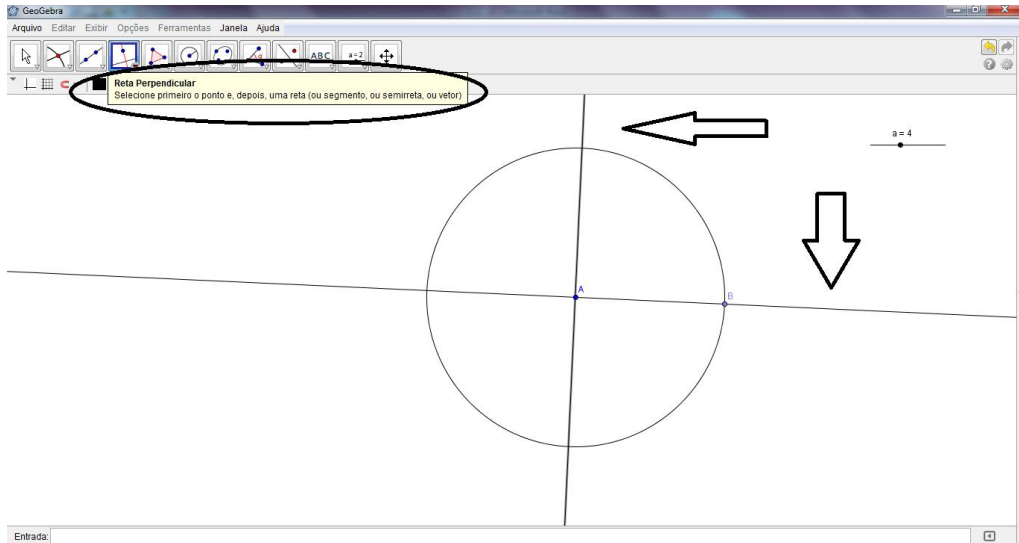 GeoGebra
Arquivo Editar Exibir Opções Ferramentas Janela Ajuda
ABC a=2
Reta Perpendicular
Selecione primeiro o ponto e, depois, uma reta (ou segmento, ou semirreta, ou vetor)
a = 4
A
B
Entrada: